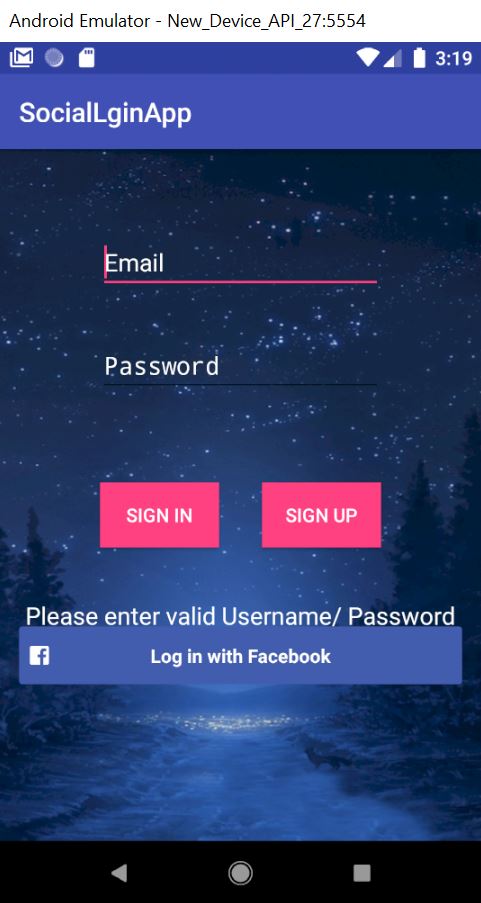 Android Emulator - New_Device_API_27:5554
3:19
SocialLginApp
Email
Password
SIGN IN SIGN UP
Please enter valid Username/ Password
Log in with Facebook